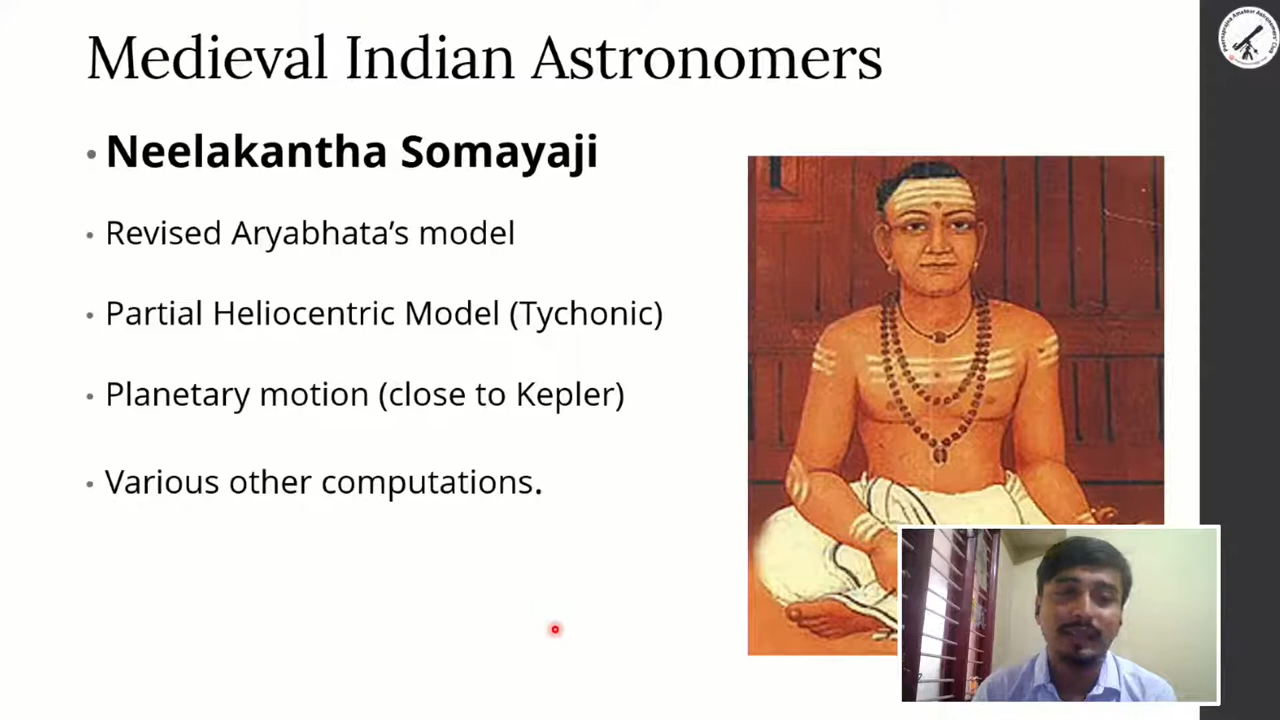 Medieval Indian Astronomers
• Neelakantha Somayaji
• Revised Aryabhata’s model
• Partial Heliocentric Model (Tychonic)
• Planetary motion (close to Kepler)
• Various other computations.